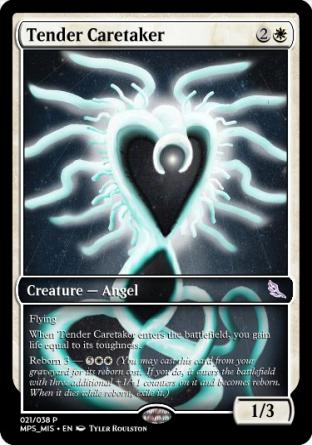 Tender Caretaker 2
Creature — Angel
Flying
When Tender Caretaker enters the battlefield, you gain
life equal to its toughness.
Reborn 3 — 5 (You may cast this card from
your graveyard for its reborn cost. If you do, it enters the battlefield
with three additional +1/+1 counters on it and becomes reborn.
When it dies while reborn, exile it.)
1/3
021/038 P
MPS_MIS • EN Tyler Roulston